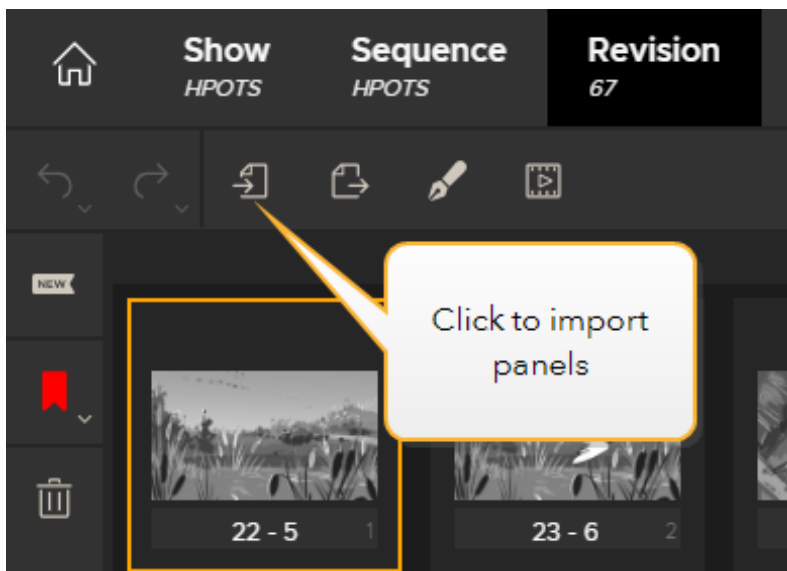 Show Sequence Revision
HPOTS HPOTS 67
NEW
Click to import
panels
22 - 5 1 23 - 6 2